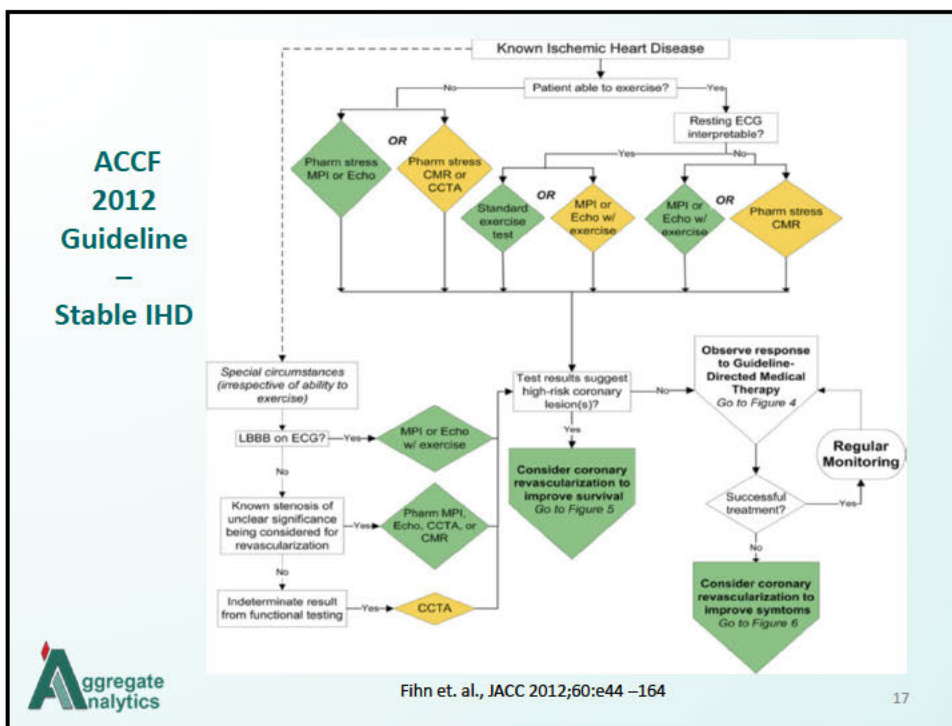 ACCF
2012
Guideline
–
Stable IHD
Known Ischemic Heart Disease
No
Patient able to exercise?
Yes
Resting ECG
interpretable?
OR
Pharm stress
MPI or Echo
Pharm stress
CMR or
CCTA
Yes
No
OR
Standard
exercise
test
MPI or
Echo w/
exercise
OR
MPI or
Echo w/
exercise
Pharm stress
CMR
Special circumstances
(irrespective of ability to
exercise)
LBBB on ECG?
Yes
MPI or Echo
w/ exercise
No
Known stenosis of
unclear significance
being considered for
revascularization
Yes
Pharm MPI,
Echo, CCTA, or
CMR
No
Indeterminate result
from functional testing
Yes
CCTA
Test results suggest
high-risk coronary
lesion(s)?
No
Yes
Consider coronary
revascularization to
improve survival
Go to Figure 5
Observe response
to Guideline-
Directed Medical
Therapy
Go to Figure 4
Regular
Monitoring
Successful
treatment?
Yes
No
Consider coronary
revascularization to
improve symtoms
Go to Figure 6
Aggregate
Analytics
Fihn et. al., JACC 2012;60:e44 –164
17